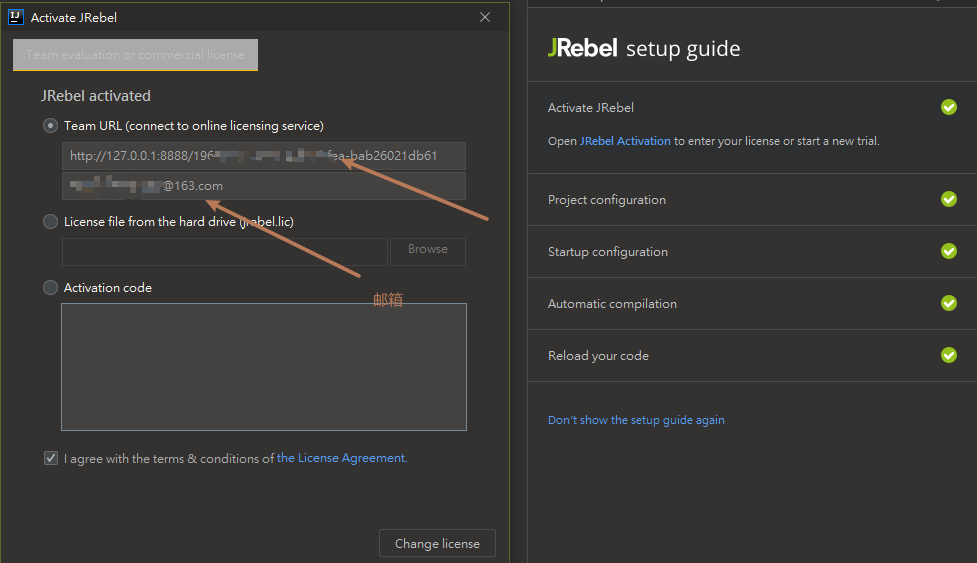 Activate JRebel
Team evaluation or commercial license
JRebel activated
Team URL (connect to online licensing service)
http://127.0.0.1:8888/196
ea-bab26021db61
@163.com
License file from the hard drive (jrebel.lic)
Browse
Activation code
邮箱
I agree with the terms & conditions of the License Agreement.
Change license
JRebel setup guide
Activate JRebel
Open JRebel Activation to enter your license or start a new trial.
Project configuration
Startup configuration
Automatic compilation
Reload your code
Don't show the setup guide again